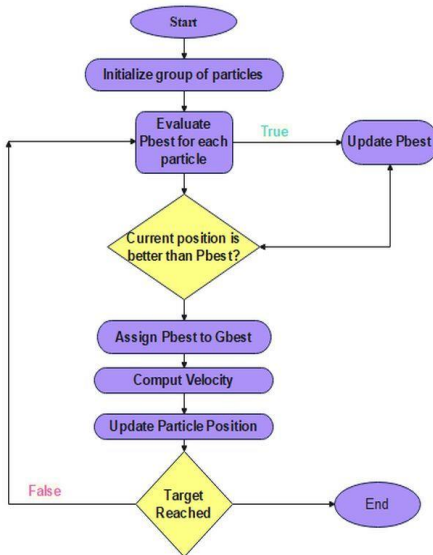 Start
Initialize group of particles
Evaluate
Pbest for each
particle
True
Update Pbest
Current position is
better than Pbest?
Assign Pbest to Gbest
Comput Velocity
Update Particle Position
False
Target
Reached
End